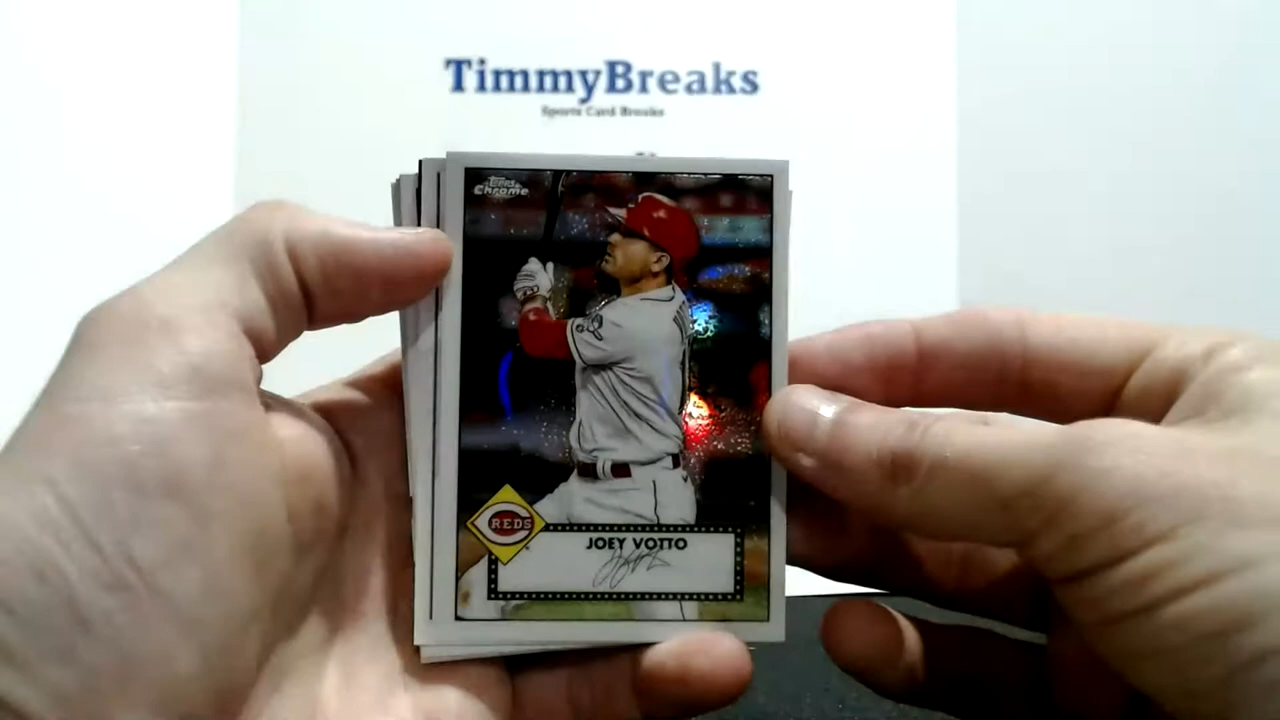 TimmyBreaks
Sports Card Breaks
Topps
Chrome
REDS
JOEY VOTTO